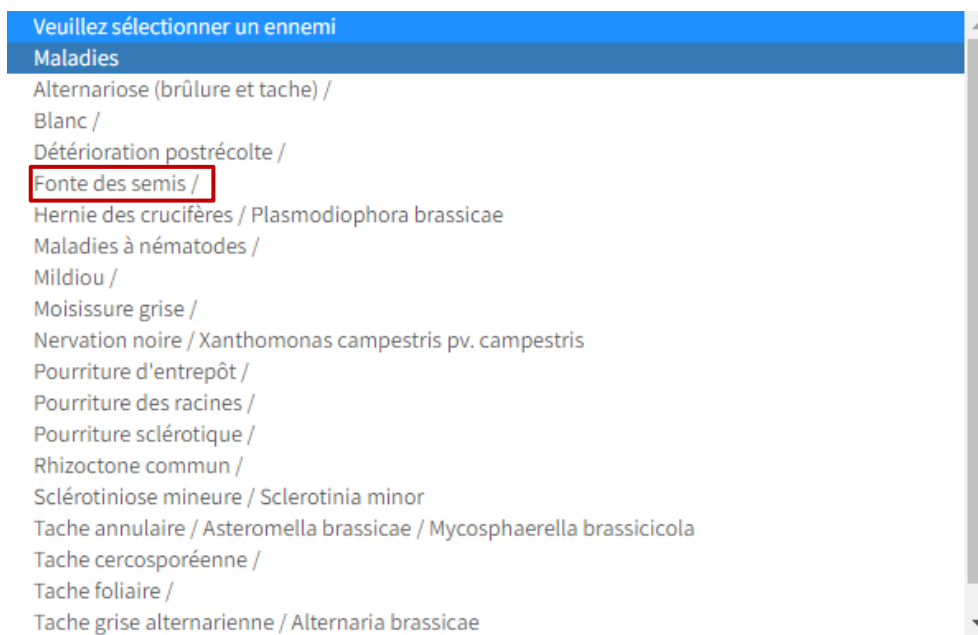 Veuillez sélectionner un ennemi
Maladies
Alternariose (brûlure et tache) /
Blanc /
Détérioration postrécolte /
Fonte des semis /
Hernie des crucifères / Plasmodiophora brassicae
Maladies à nématodes /
Mildiou /
Moisissure grise /
Nervation noire / Xanthomonas campestris pv. campestris
Pourriture d'entrepôt /
Pourriture des racines /
Pourriture sclérotique /
Rhizoctone commun /
Sclérotiniose mineure / Sclerotinia minor
Tache annulaire / Asteromella brassicae / Mycosphaerella brassicicola
Tache cercosporéenne /
Tache foliaire /
Tache grise alternarienne / Alternaria brassicae